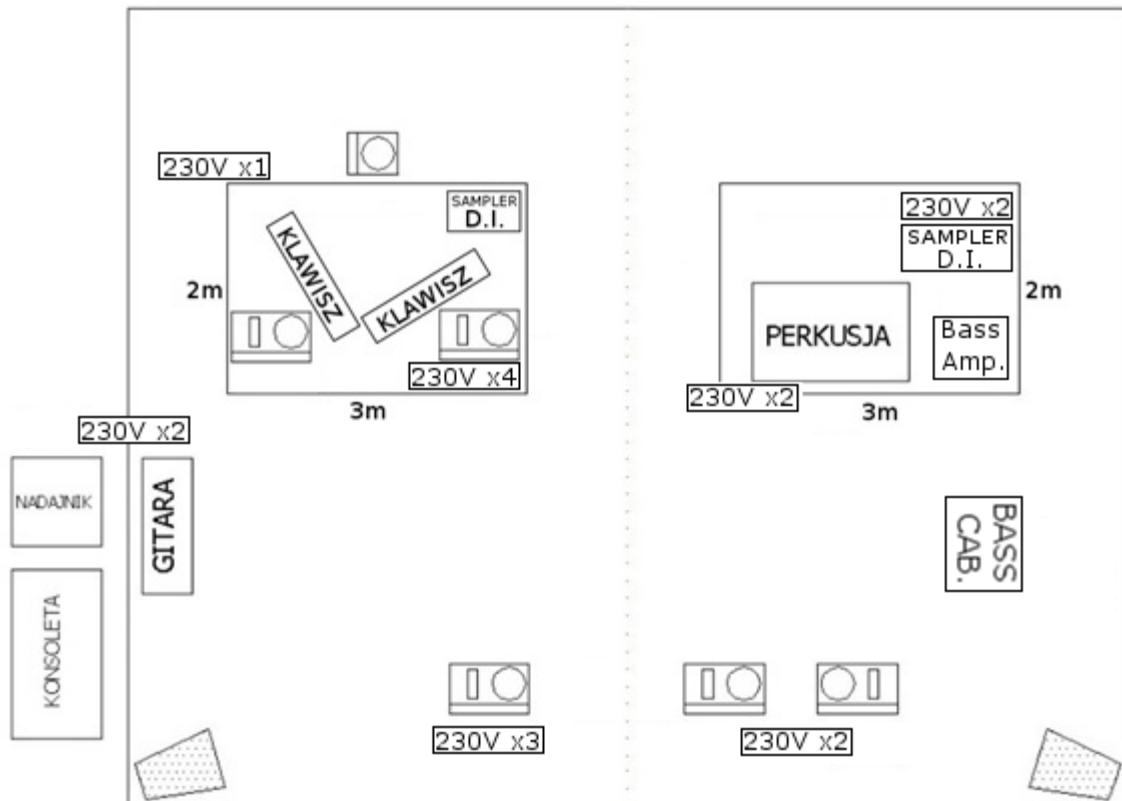 230V x1
SAMPLER
D.I.
KLAWISZ
KLAWISZ
2m
230V x4
3m
230V x2
SAMPLER
D.I.
2m
PERKUSJA
Bass
Amp.
230V x2
3m
230V x2
NADAJNIK
GITARA
KONSOLETA
BASS
CAB.
230V x3
230V x2